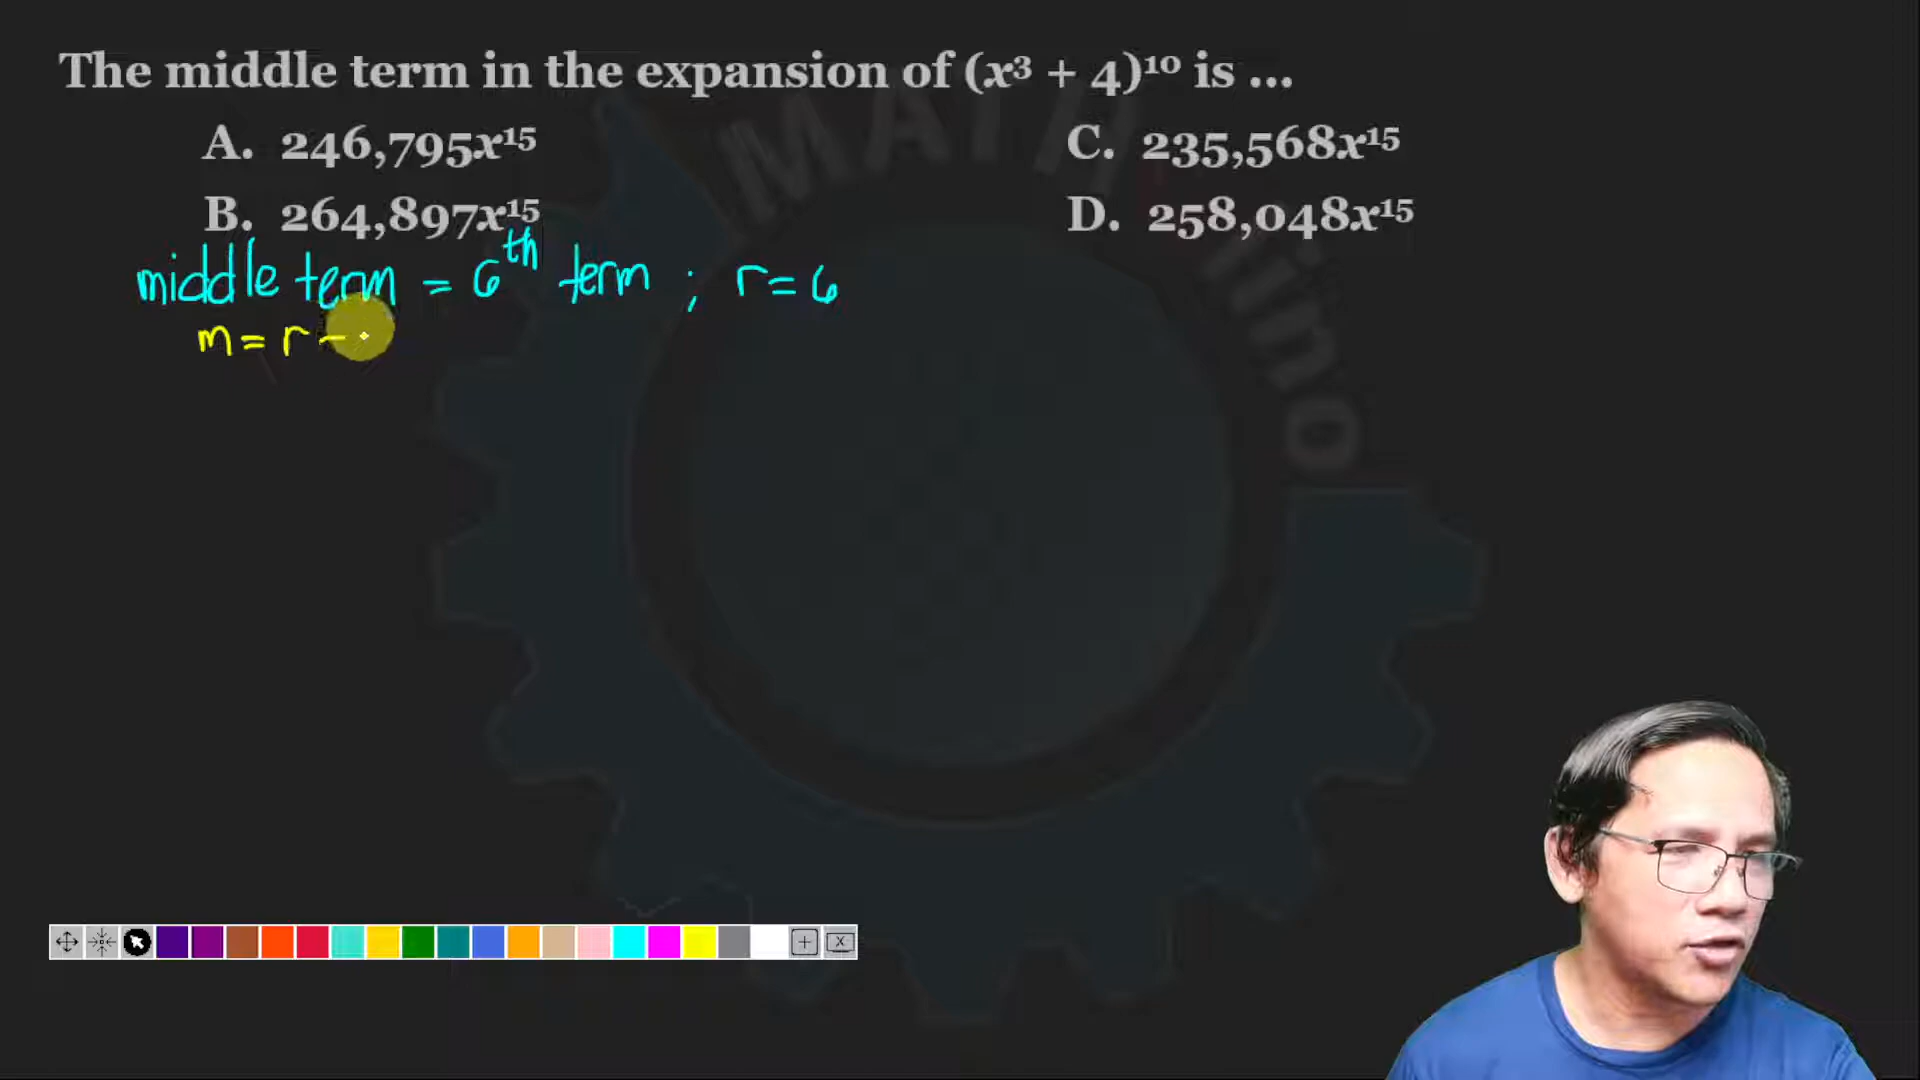 The middle term in the expansion of (x³ + 4)¹⁰ is ...
A. 246,795x¹⁵
C. 235,568x¹⁵
B. 264,897x¹⁵
D. 258,048x¹⁵
middle term = 6th term ; r = 6
m = r -
MATHlino
X